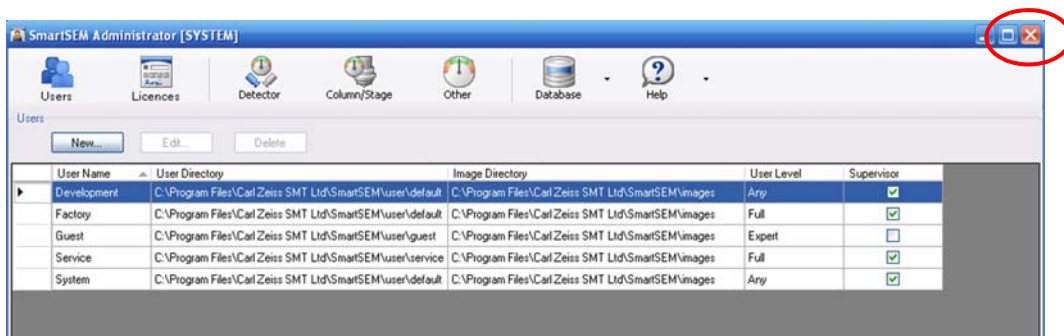 SmartSEM Administrator [SYSTEM]
Users Licences Detector Column/Stage Other Database Help
Users
New... Edit... Delete
User Name User Directory Image Directory User Level Supervisor
Development C:\Program Files\Carl Zeiss SMT Ltd\SmartSEM\user\default C:\Program Files\Carl Zeiss SMT Ltd\SmartSEM\images Any
Factory C:\Program Files\Carl Zeiss SMT Ltd\SmartSEM\user\default C:\Program Files\Carl Zeiss SMT Ltd\SmartSEM\images Full
Guest C:\Program Files\Carl Zeiss SMT Ltd\SmartSEM\user\guest C:\Program Files\Carl Zeiss SMT Ltd\SmartSEM\images Expert
Service C:\Program Files\Carl Zeiss SMT Ltd\SmartSEM\user\service C:\Program Files\Carl Zeiss SMT Ltd\SmartSEM\images Full
System C:\Program Files\Carl Zeiss SMT Ltd\SmartSEM\user\default C:\Program Files\Carl Zeiss SMT Ltd\SmartSEM\images Any